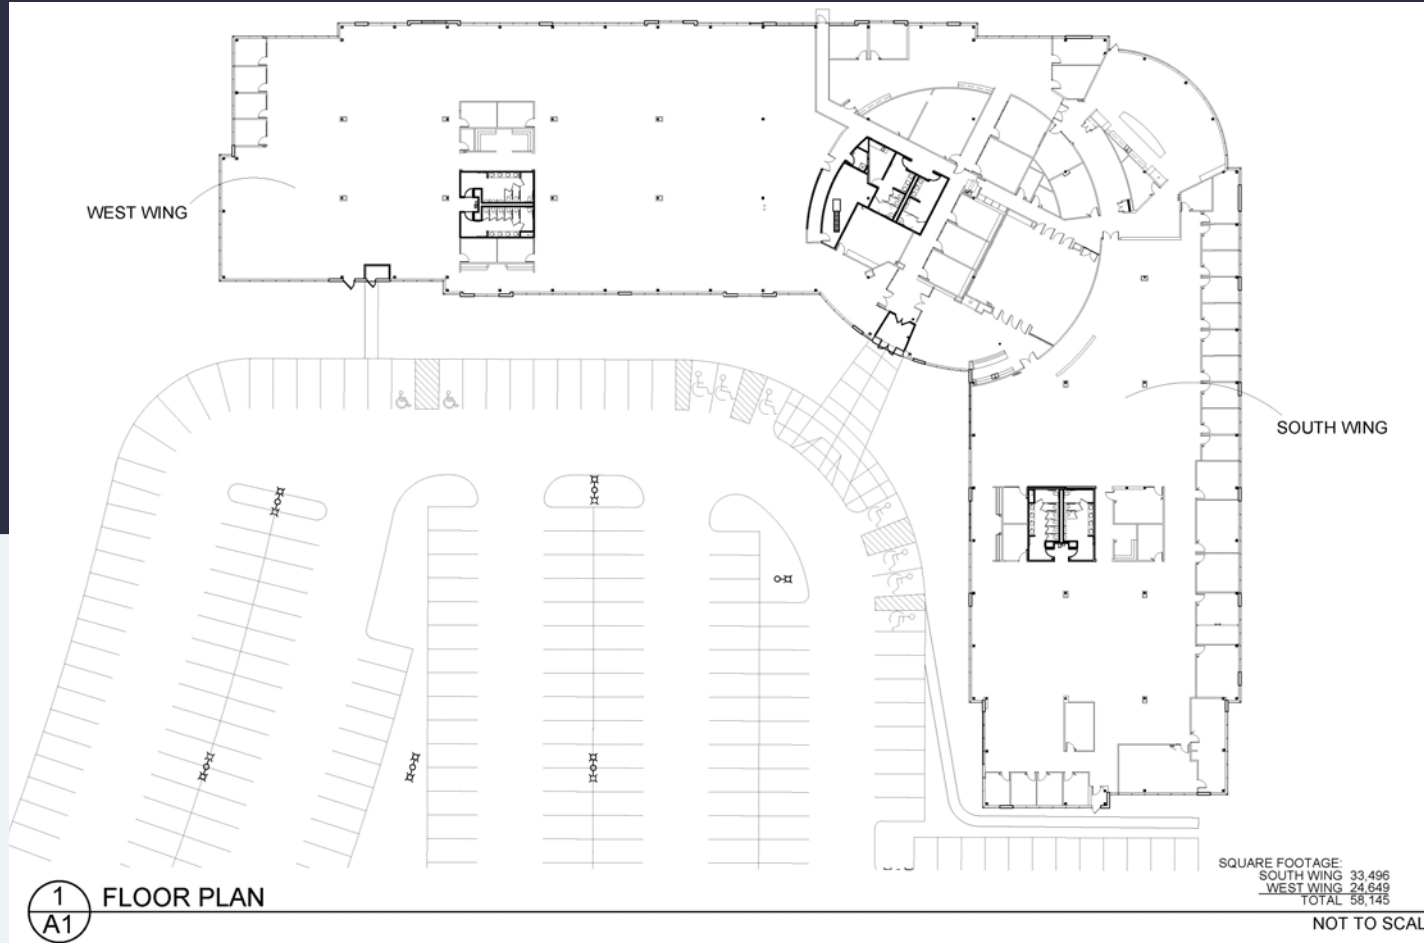 WEST WING
SOUTH WING
SQUARE FOOTAGE:
SOUTH WING 33,496
WEST WING 24,649
TOTAL 58,145
1
A1
FLOOR PLAN
NOT TO SCAL